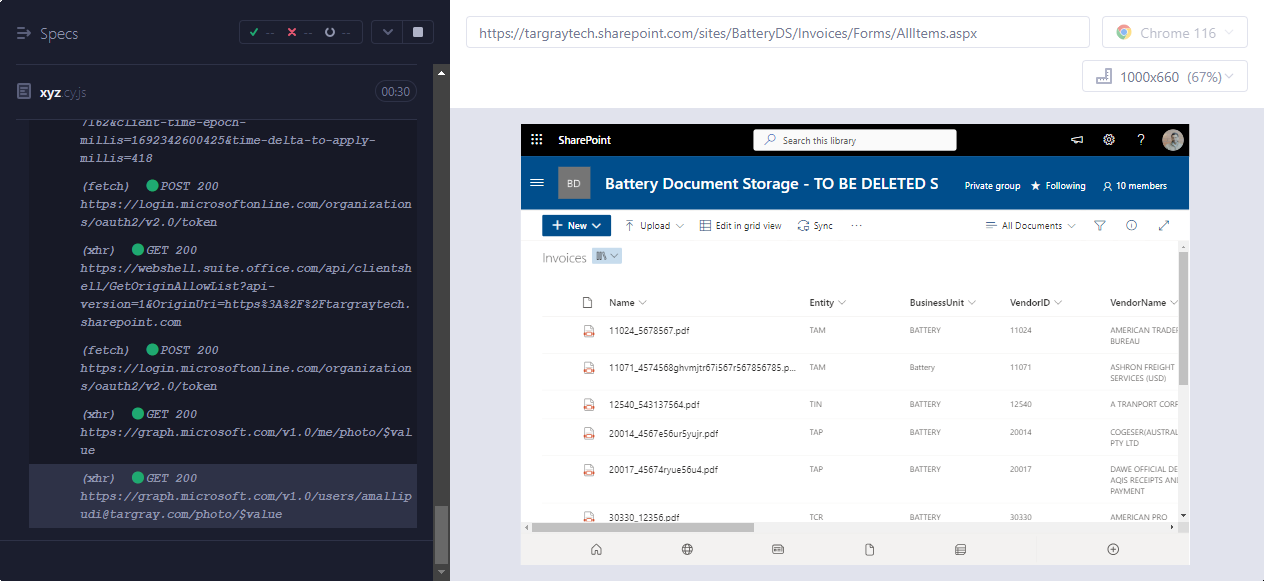 Specs
-- -- --
xyz.cy.js
00:30
7162&client-time-epoch-
millis=1692342600425&time-delta-to-apply-
millis=418
(fetch) POST 200
https://login.microsoftonline.com/organization
s/oauth2/v2.0/token
(xhr) GET 200
https://webshell.suite.office.com/api/clientsh
ell/GetOriginAllowList?api-
version=1&OriginUri=https%3A%2F%2Ftargraytech.
sharepoint.com
(fetch) POST 200
https://login.microsoftonline.com/organization
s/oauth2/v2.0/token
(xhr) GET 200
https://graph.microsoft.com/v1.0/me/photo/$val
ue
(xhr) GET 200
https://graph.microsoft.com/v1.0/users/amallip
udi@targray.com/photo/$value
https://targraytech.sharepoint.com/sites/BatteryDS/Invoices/Forms/AllItems.aspx
Chrome 116
1000x660 (67%)
SharePoint
Search this library
?
BD
Battery Document Storage - TO BE DELETED S
Private group
Following
10 members
New
Upload
Edit in grid view
Sync
...
All Documents
Invoices
Name Entity BusinessUnit VendorID VendorName
11024_5678567.pdf TAM BATTERY 11024 AMERICAN TRADE
BUREAU
11071_4574568ghvmjtr67i567r567856785.p... TAM Battery 11071 ASHRON FREIGHT
SERVICES (USD)
12540_543137564.pdf TIN BATTERY 12540 A TRANPORT CORP
20014_4567e56ur5yujr.pdf TAP BATTERY 20014 COGESER(AUSTRAL
PTY LTD
20017_45674ryue56u4.pdf TAP BATTERY 20017 DAWE OFFICIAL DE
AQIS RECEIPTS AN
PAYMENT
30330_12356.pdf TCR BATTERY 30330 AMERICAN PRO